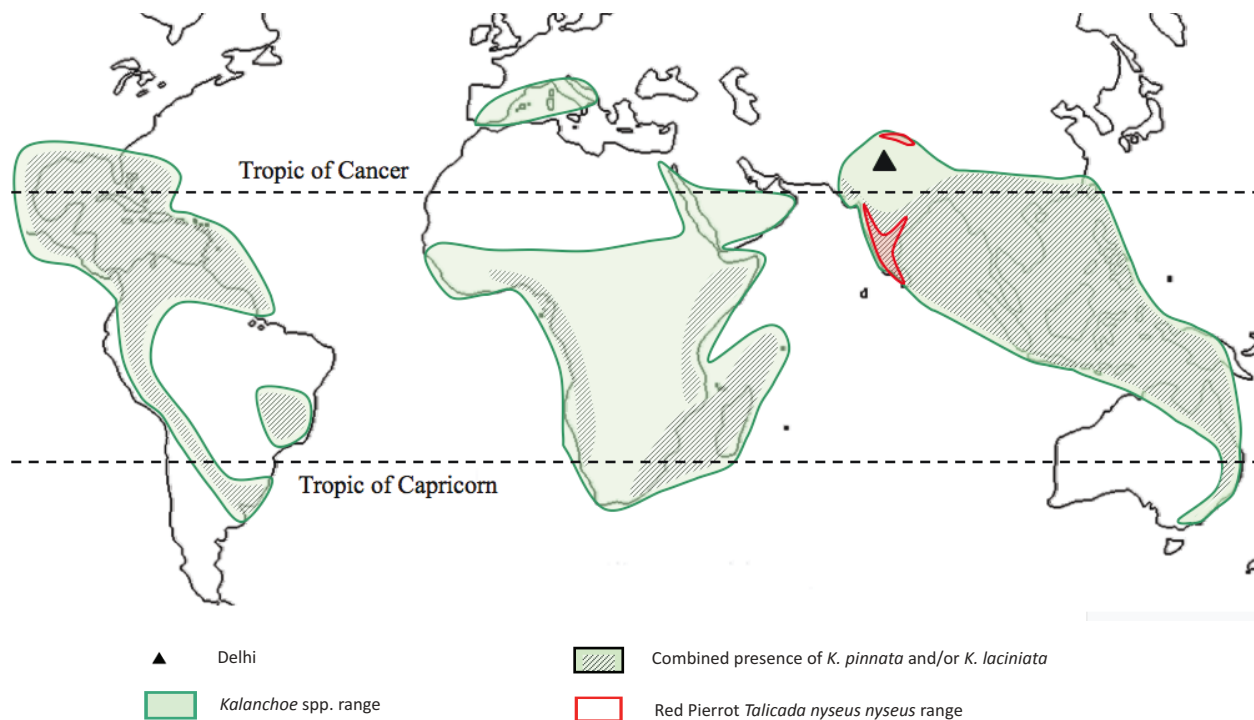 Tropic of Cancer
d
Tropic of Capricorn
Delhi
Combined presence of K. pinnata and/or K. laciniata
Kalanchoe spp. range
Red Pierrot Talicada nyseus nyseus range